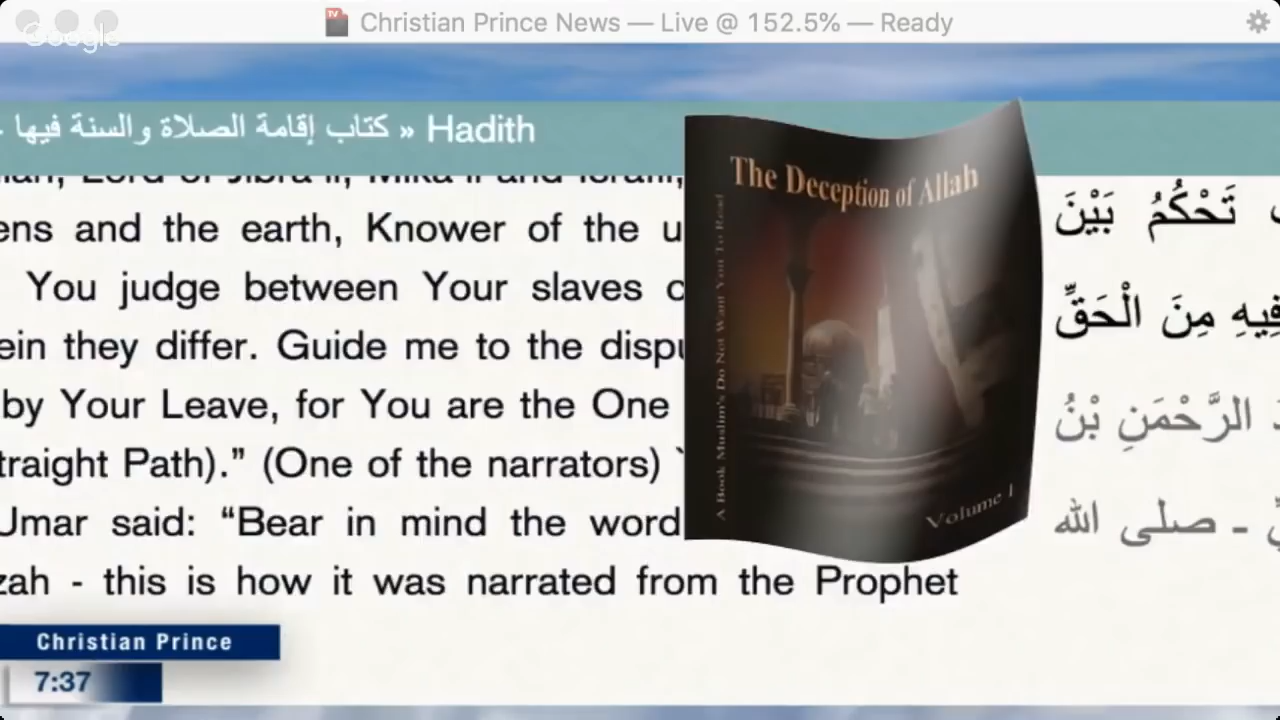 Christian Prince News — Live @ 152.5% — Ready
Google
كتاب إقامة الصلاة والسنة فيها « Hadith
ens and the earth, Knower of the u
You judge between Your slaves
ein they differ. Guide me to the dispu
by Your Leave, for You are the One
traight Path).” (One of the narrators) `
Umar said: “Bear in mind the word
zah - this is how it was narrated from the Prophet
تَحْكُمُ بَيْنَ
فِيهِ مِنَ الْحَقِّ
الرَّحْمَنِ بْنُ
ـ صلى الله
The Deception of Allah
A Book Muslim's Do Not Want You To Read
Volume 1
Christian Prince
7:37